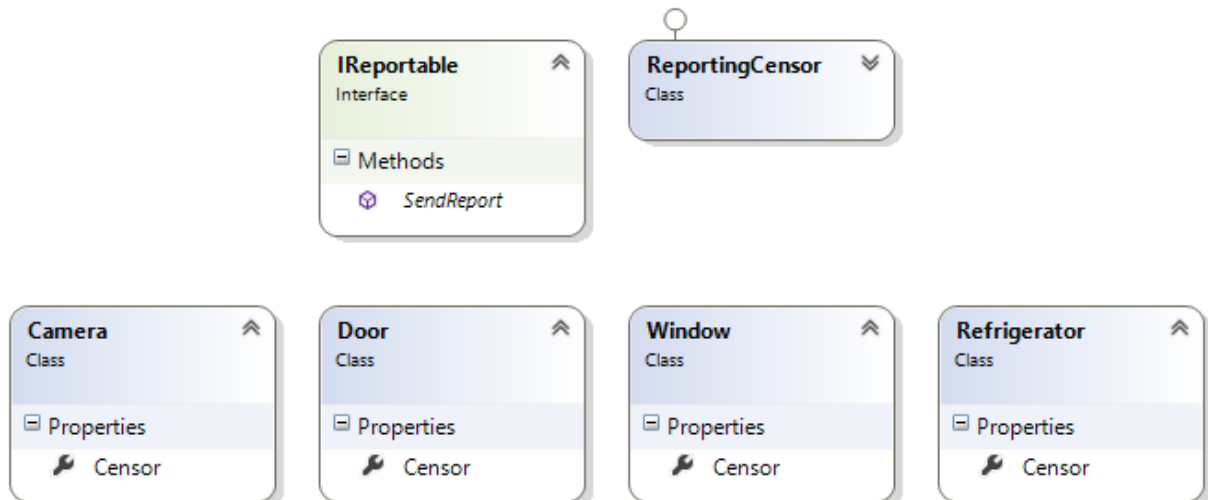 IReportable
Interface
Methods
SendReport
ReportingCensor
Class
Camera
Class
Properties
Censor
Door
Class
Properties
Censor
Window
Class
Properties
Censor
Refrigerator
Class
Properties
Censor